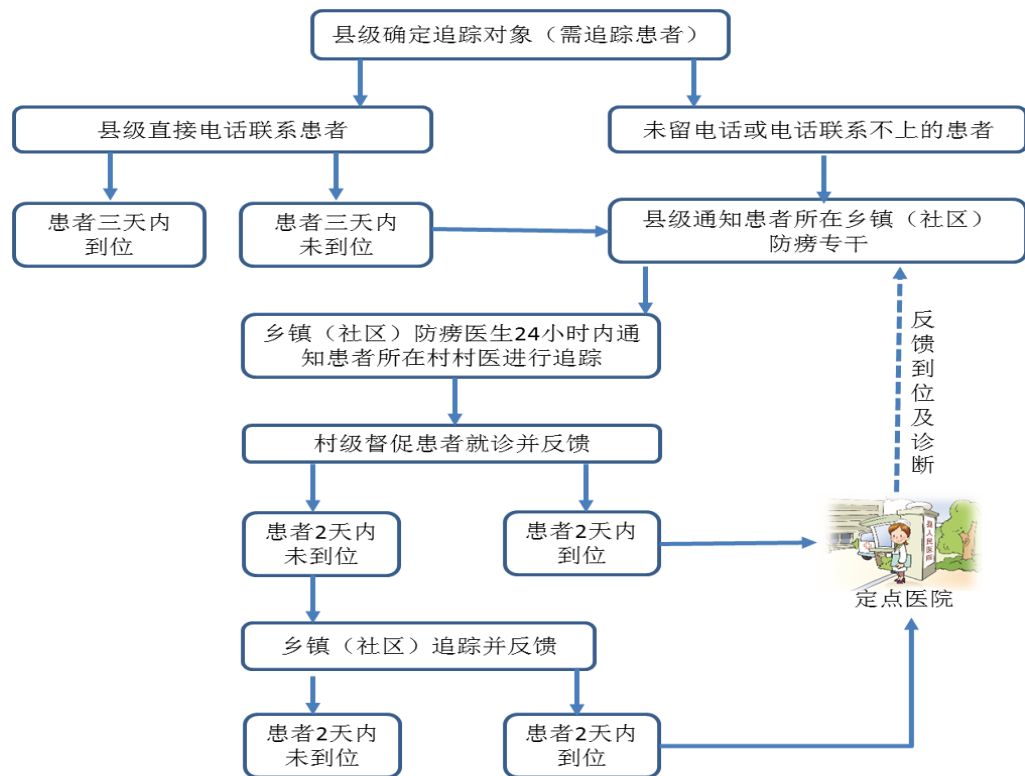 县级确定追踪对象（需追踪患者）
县级直接电话联系患者
未留电话或电话联系不上的患者
患者三天内
到位
患者三天内
未到位
县级通知患者所在乡镇（社区）
防痨专干
乡镇（社区）防痨医生24小时内通
知患者所在村村医进行追踪
反馈到位及诊断
村级督促患者就诊并反馈
患者2天内
未到位
患者2天内
到位
县人民医院
定点医院
乡镇（社区）追踪并反馈
患者2天内
未到位
患者2天内
到位